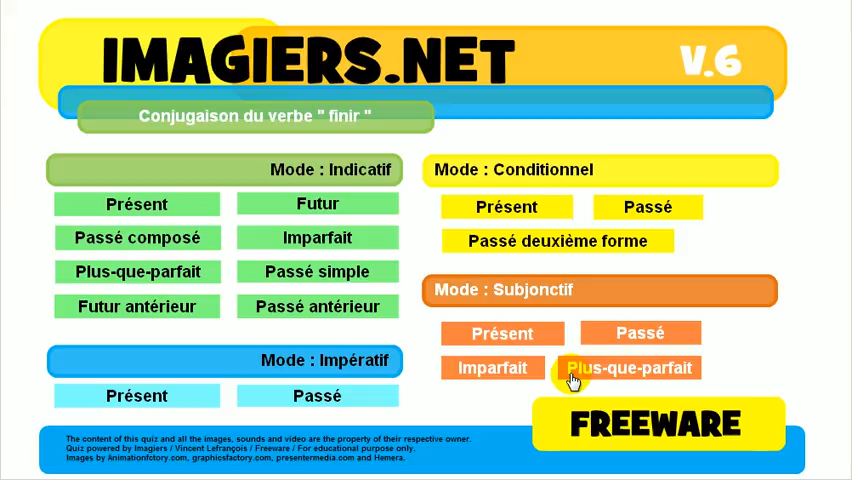 IMAGIERS.NET
V.6
Conjugaison du verbe " finir "
Mode : Indicatif
Présent
Futur
Passé composé
Imparfait
Plus-que-parfait
Passé simple
Futur antérieur
Passé antérieur
Mode : Impératif
Présent
Passé
Mode : Conditionnel
Présent
Passé
Passé deuxième forme
Mode : Subjonctif
Présent
Passé
Imparfait
Plus-que-parfait
FREEWARE
The content of this quiz and all the images, sounds and video are the property of their respective owner.
Quiz powered by Imagiers / Vincent Lefrançois / Freeware / For educational purpose only.
Images by Animationfctory.com, graphicsfactory.com, presentermedia.com and Hemera.